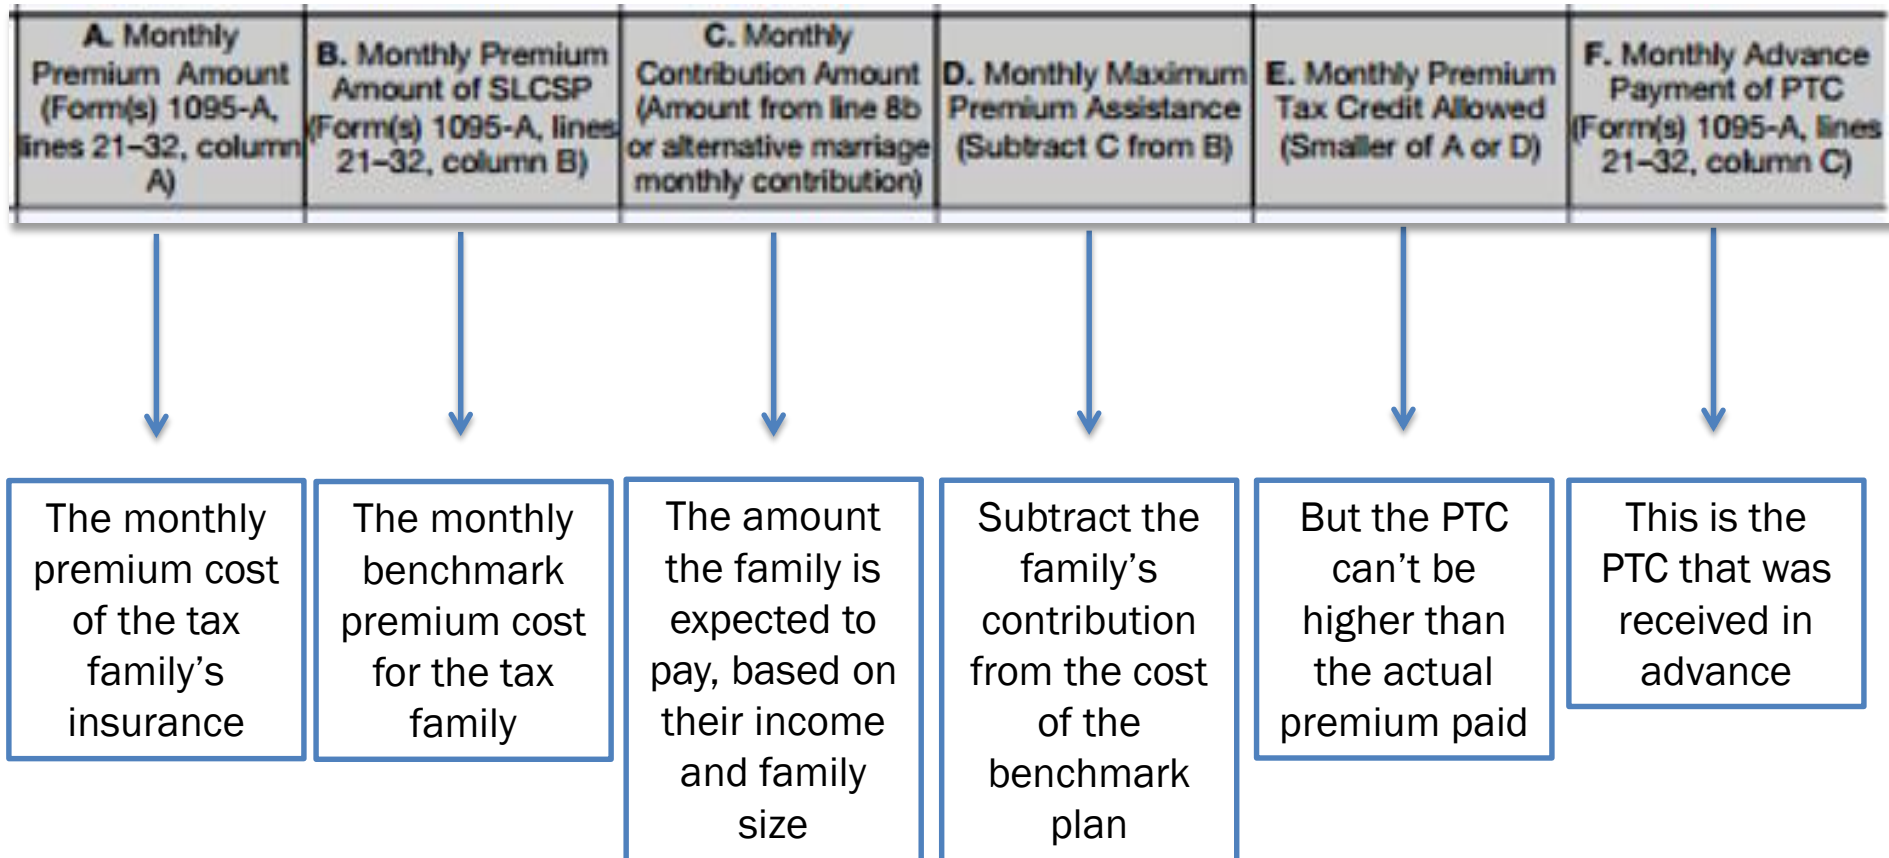 A. Monthly
Premium Amount
(Form(s) 1095-A,
lines 21–32, column
A)
B. Monthly Premium
Amount of SLCSP
(Form(s) 1095-A, lines
21–32, column B)
C. Monthly
Contribution Amount
(Amount from line 8b
or alternative marriage
monthly contribution)
D. Monthly Maximum
Premium Assistance
(Subtract C from B)
E. Monthly Premium
Tax Credit Allowed
(Smaller of A or D)
F. Monthly Advance
Payment of PTC
(Form(s) 1095-A, lines
21–32, column C)
The monthly
premium cost
of the tax
family’s
insurance
The monthly
benchmark
premium cost
for the tax
family
The amount
the family is
expected to
pay, based on
their income
and family
size
Subtract the
family’s
contribution
from the cost
of the
benchmark
plan
But the PTC
can’t be
higher than
the actual
premium paid
This is the
PTC that was
received in
advance